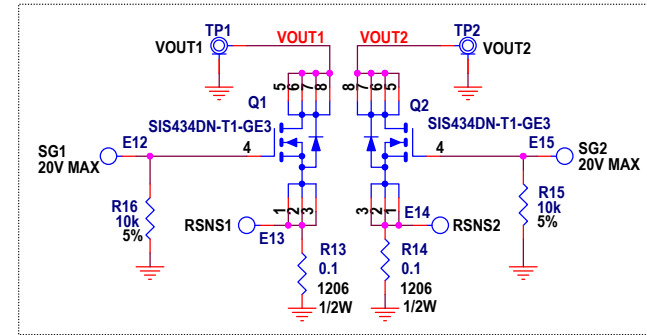 TP1
VOUT1
VOUT1
VOUT2
TP2
VOUT2
5
6
7
8
8
7
6
5
Q1
Q2
SIS434DN-T1-GE3
SIS434DN-T1-GE3
SG1
20V MAX
E12
4
4
E15
SG2
20V MAX
R16
10k
5%
1
2
3
3
2
1
R15
10k
5%
RSNS1
E13
E14
RSNS2
R13
0.1
1206
1/2W
R14
0.1
1206
1/2W